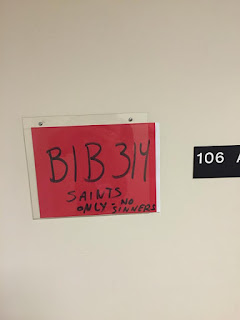 BIB 314
SAINTS
ONLY - NO
SINNERS
106 A